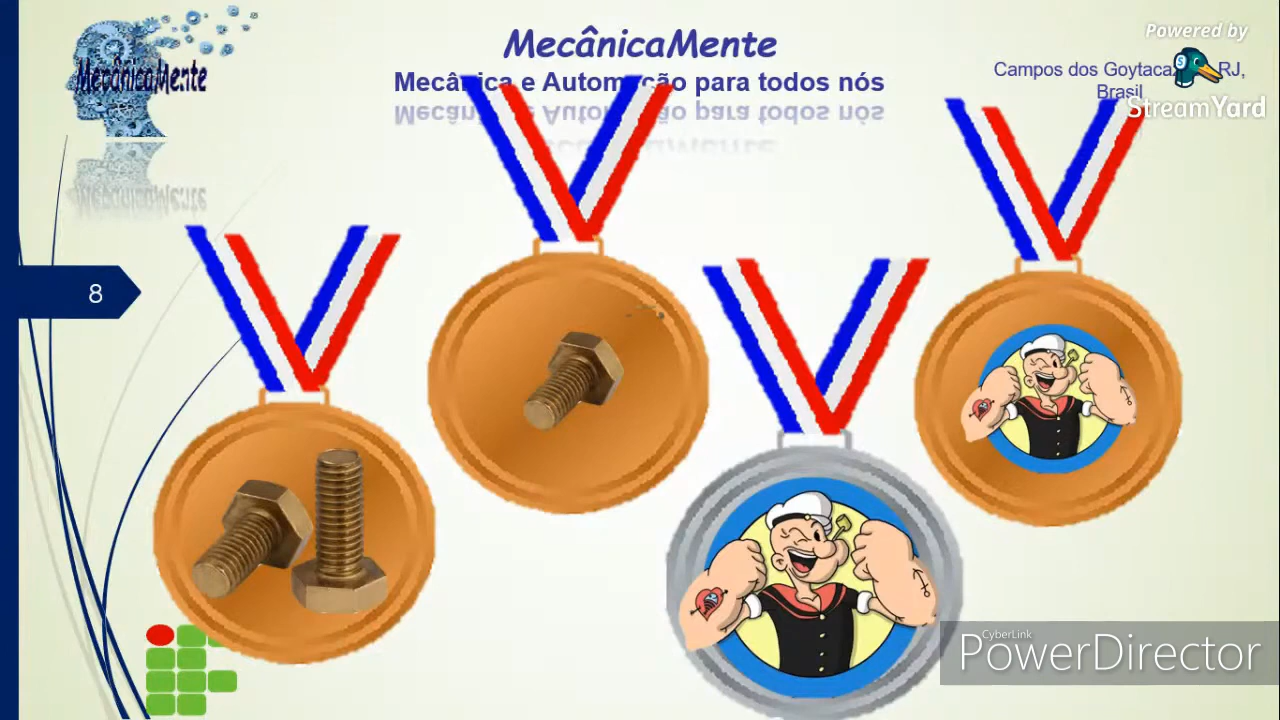 MecânicaMente
MecânicaMente
Mecânica e Automação para todos nós
Powered by
StreamYard
Campos dos Goytacazes, RJ,
Brasil
8
CyberLink
PowerDirector